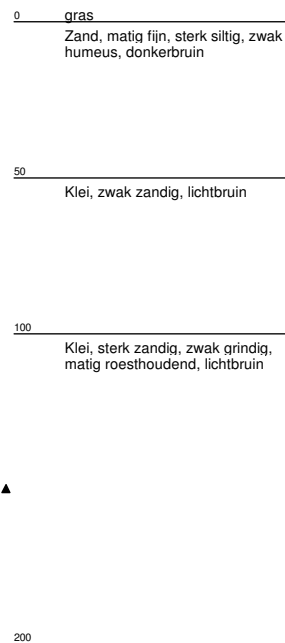 0 gras
Zand, matig fijn, sterk siltig, zwak
humeus, donkerbruin
50
Klei, zwak zandig, lichtbruin
100
Klei, sterk zandig, zwak grindig,
matig roesthoudend, lichtbruin
200